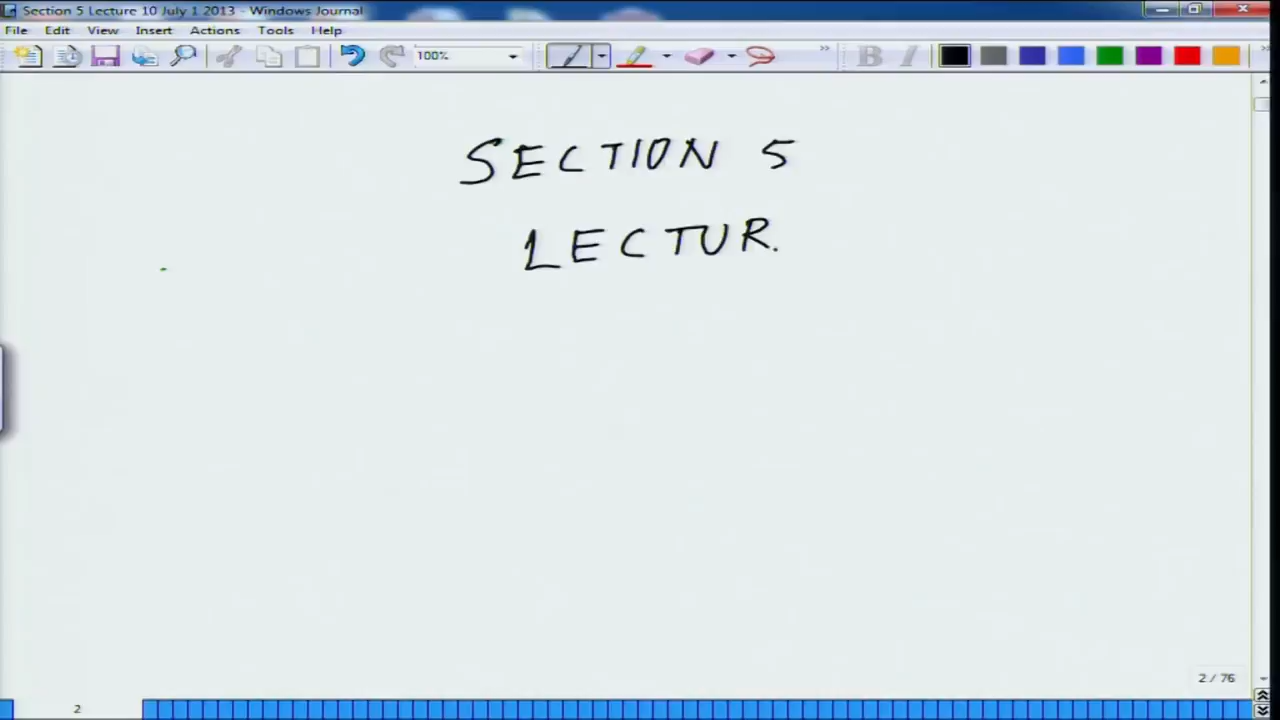 Section 5 Lecture 10 July 1 2013 - Windows Journal
File Edit View Insert Actions Tools Help
100%
B I
SECTION 5
LECTUR
2 / 76
2